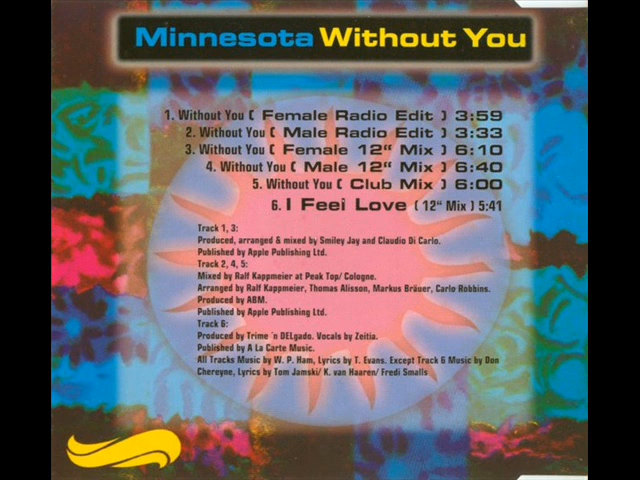 Minnesota Without You
1. Without You ( Female Radio Edit ) 3:59
2. Without You ( Male Radio Edit ) 3:33
3. Without You ( Female 12" Mix ) 6:10
4. Without You ( Male 12" Mix ) 6:40
5. Without You ( Club Mix ) 6:00
6. I Feel Love ( 12" Mix ) 5:41
Track 1, 3:
Produced, arranged & mixed by Smiley Jay and Claudio Di Carlo.
Published by Apple Publishing Ltd.
Track 2, 4, 5:
Mixed by Ralf Kappmeier at Peak Top/ Cologne.
Arranged by Ralf Kappmeier, Thomas Alisson, Markus Bräuer, Carlo Robbins.
Produced by ABM.
Published by Apple Publishing Ltd.
Track 6:
Produced by Trime ´n DELgado. Vocals by Zeitia.
Published by A La Carte Music.
All Tracks Music by W. P. Ham, Lyrics by T. Evans. Except Track 6 Music by Don
Chereyne, Lyrics by Tom Jamski/ K. van Haaren/ Fredi Smalls